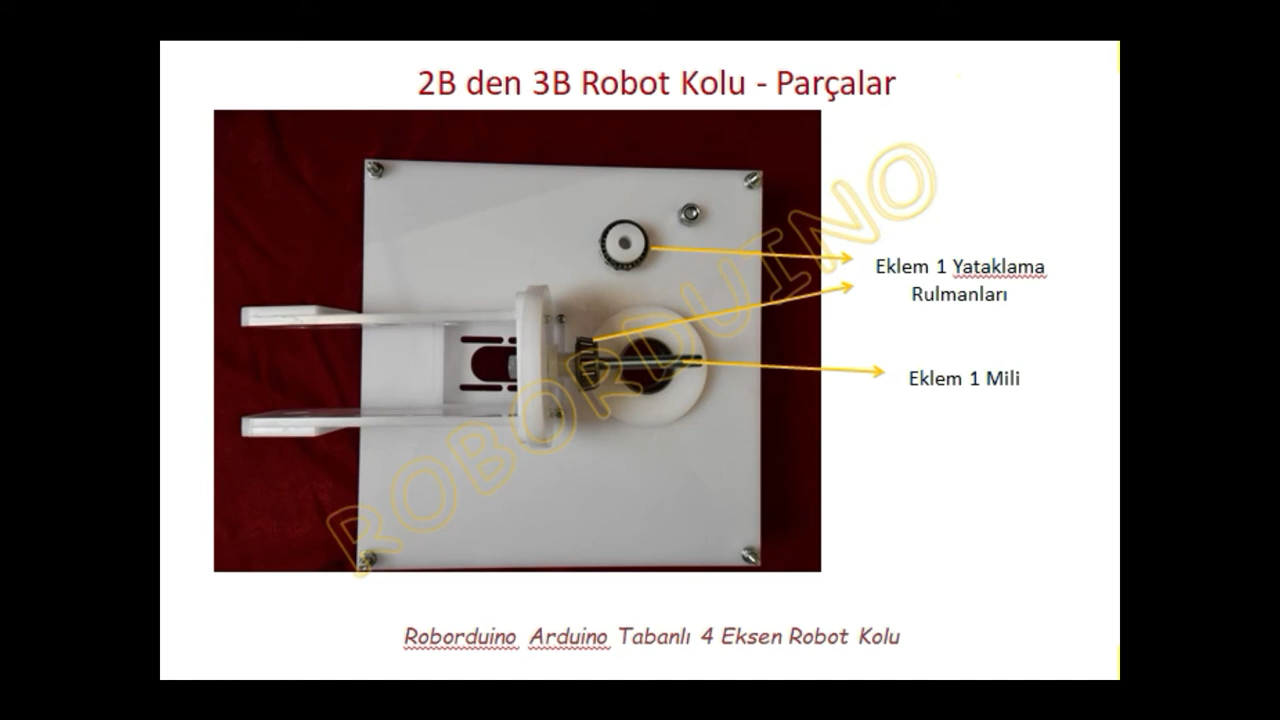 2B den 3B Robot Kolu - Parçalar
ROBORDUINO
Eklem 1 Yataklama
Rulmanları
Eklem 1 Mili
Roborduino Arduino Tabanlı 4 Eksen Robot Kolu